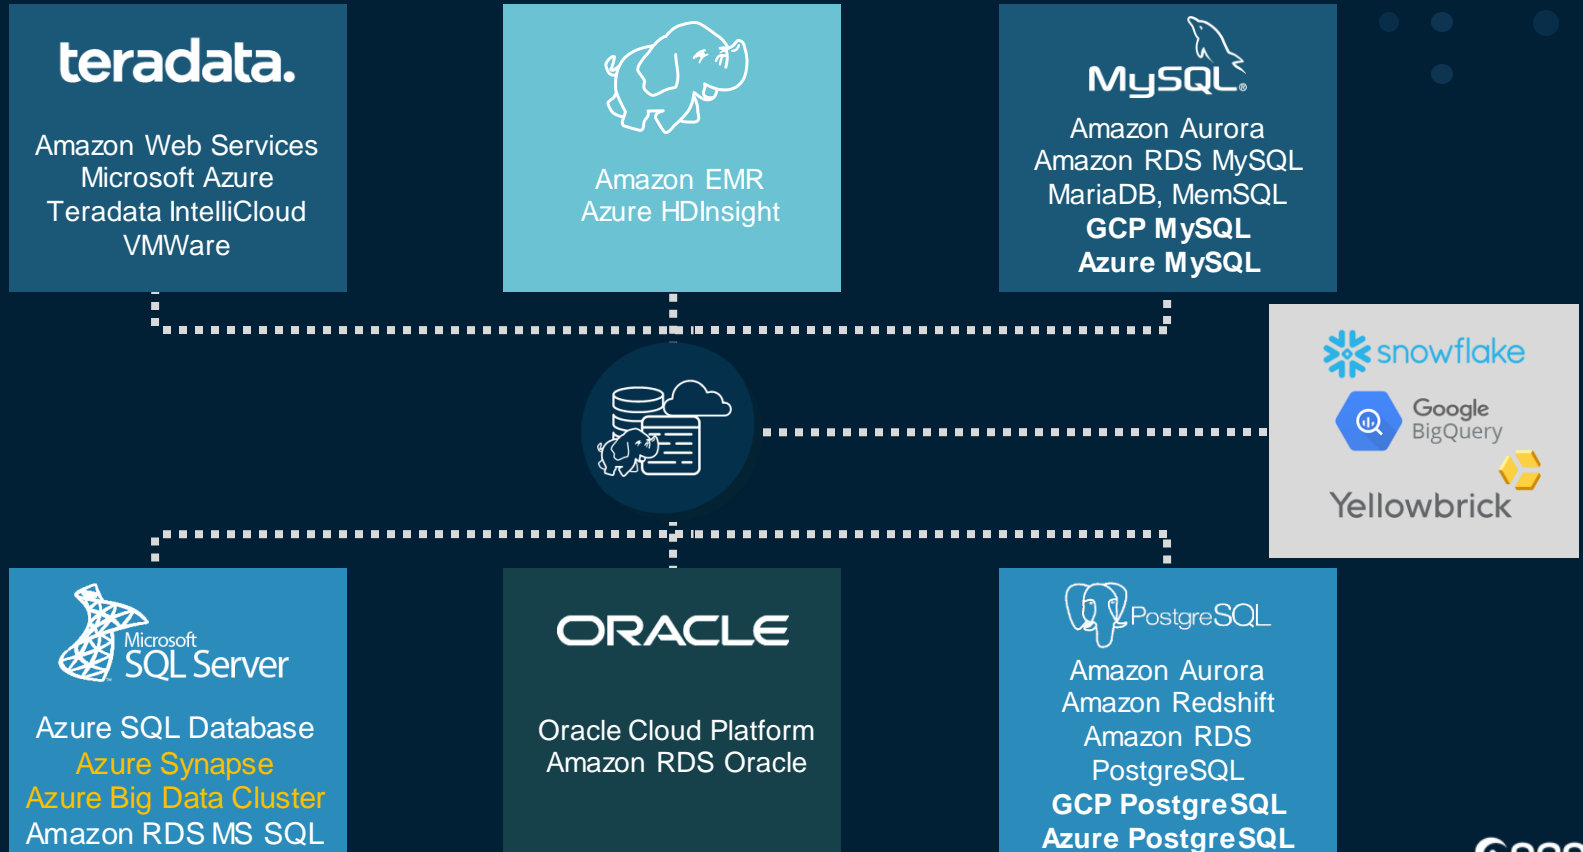 teradata.
Amazon Web Services
Microsoft Azure
Teradata IntelliCloud
VMWare
Amazon EMR
Azure HDInsight
MySQL®
Amazon Aurora
Amazon RDS MySQL
MariaDB, MemSQL
GCP MySQL
Azure MySQL
snowflake
Google
BigQuery
Yellowbrick
Microsoft
SQL Server
Azure SQL Database
Azure Synapse
Azure Big Data Cluster
Amazon RDS MS SQL
ORACLE
Oracle Cloud Platform
Amazon RDS Oracle
PostgreSQL
Amazon Aurora
Amazon Redshift
Amazon RDS
PostgreSQL
GCP PostgreSQL
Azure PostgreSQL